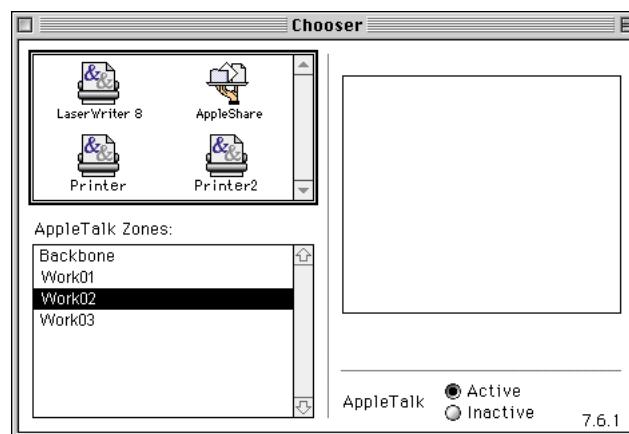 Chooser
LaserWriter 8
AppleShare
Printer
Printer2
AppleTalk Zones:
Backbone
Work01
Work02
Work03
AppleTalk
Active
Inactive
7.6.1